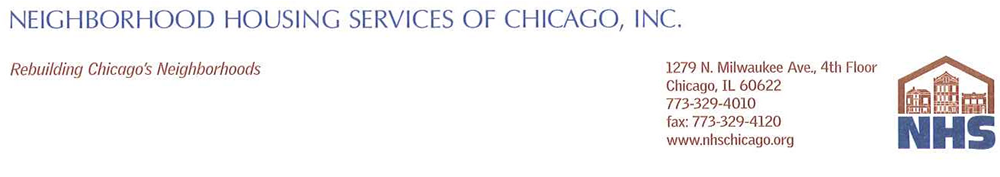 NEIGHBORHOOD HOUSING SERVICES OF CHICAGO, INC.
Rebuilding Chicago's Neighborhoods
1279 N. Milwaukee Ave., 4th Floor
Chicago, IL 60622
773-329-4010
fax: 773-329-4120
www.nhschicago.org
NHS